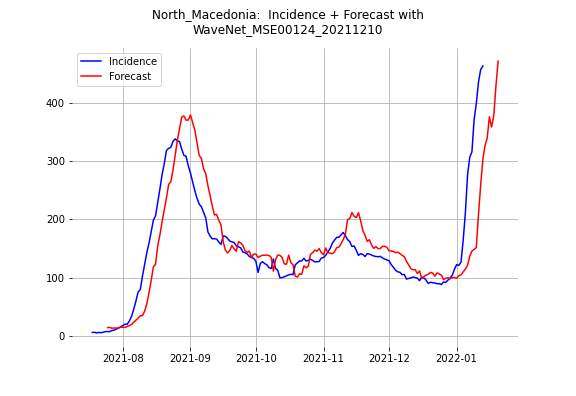 North_Macedonia:  Incidence + Forecast with
WaveNet_MSE00124_20211210
Incidence
Forecast
400
300
200
100
0
2021-08
2021-09
2021-10
2021-11
2021-12
2022-01